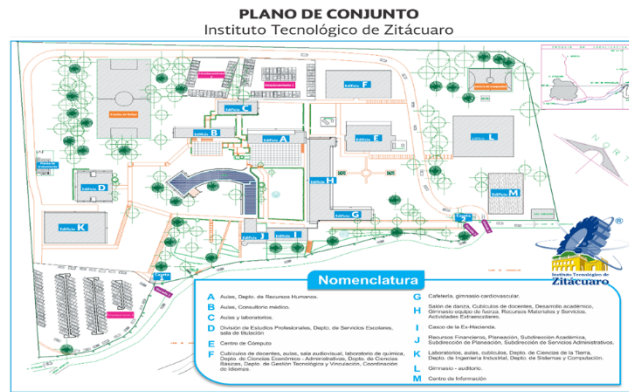 PLANO DE CONJUNTO
Instituto Tecnológico de Zitácuaro
Edificio F
Edificio C
Edificio B
Edificio A
Edificio E
Edificio L
Edificio H
Edificio D
Edificio M
Edificio G
Edificio K
Edificio J
Edificio I
NORTE
Instituto Tecnológico de
Zitácuaro
Nomenclatura
A Aulas, Depto. de Recursos Humanos.
B Aulas, Consultorio médico.
C Aulas y laboratorios.
D División de Estudios Profesionales, Depto. de Servicios Escolares,
sala de titulación
E Centro de Cómputo
F Cubículos de docentes, aulas, sala audiovisual, laboratorio de química,
Depto. de Ciencias Económico - Administrativas, Depto. de Ciencias
Básicas, Depto. de Gestión Tecnológica y Vinculación, Coordinación
de Idiomas.
G Cafetería, gimnasio cardiovascular.
H Salón de danza, Cubículos de docentes, Desarrollo académico,
Gimnasio equipo de fuerza, Recursos Materiales y Servicios,
Actividades Extraescolares.
I Casco de la Ex-Hacienda.
J Recursos Financieros, Planeación, Subdirección Académica,
Subdirección de Planeación, Subdirección de Servicios Administrativos.
K Laboratorios, aulas, cubículos, Depto. de Ciencias de la Tierra,
Depto. de Ingeniería Industrial, Depto. de Sistemas y Computación.
L Gimnasio - auditorio.
M Centro de Información